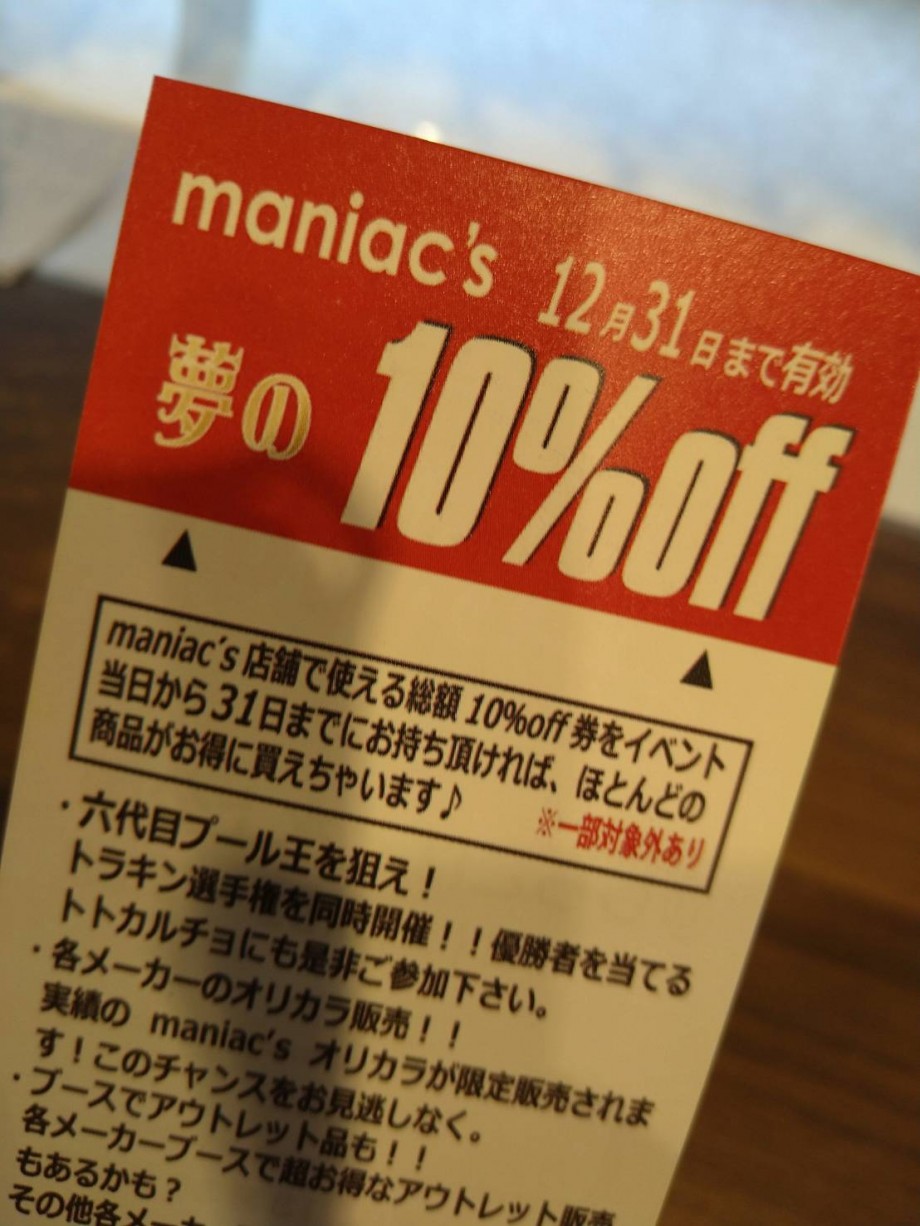 maniac's
12月31日まで有効
夢の
10%off
▲ ▲
maniac's 店舗で使える総額 10%off 券をイベント
当日から 31日までにお持ち頂ければ、ほとんどの
商品がお得に買えちゃいます♪
※一部対象外あり
・六代目プール王を狙え！
トラキン選手権を同時開催！！優勝者を当てる
トトカルチョにも是非ご参加下さい。
・各メーカーのオリカラ販売！！
実績の maniac's オリカラが限定販売されま
す！このチャンスをお見逃しなく。
・ブースでアウトレット品も！！
各メーカーブースで超お得なアウトレット販売
もあるかも？
その他各メーカ